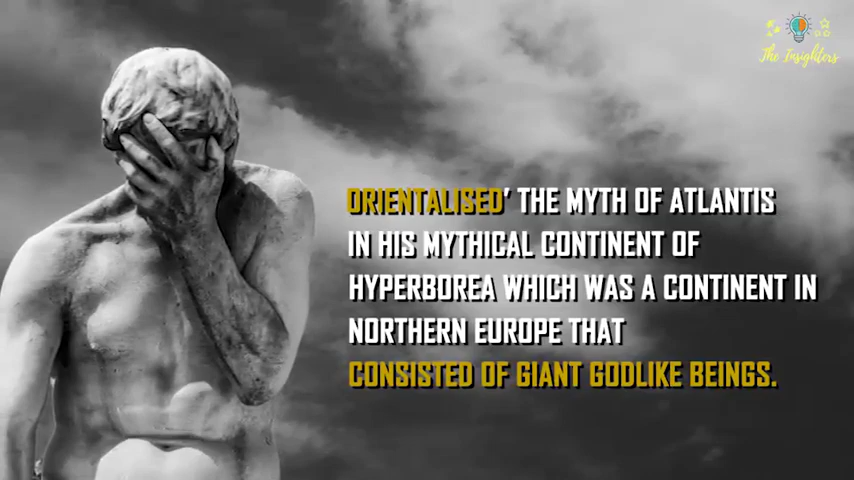 The Insighters
ORIENTALISED' THE MYTH OF ATLANTIS
IN HIS MYTHICAL CONTINENT OF
HYPERBOREA WHICH WAS A CONTINENT IN
NORTHERN EUROPE THAT
CONSISTED OF GIANT GODLIKE BEINGS.